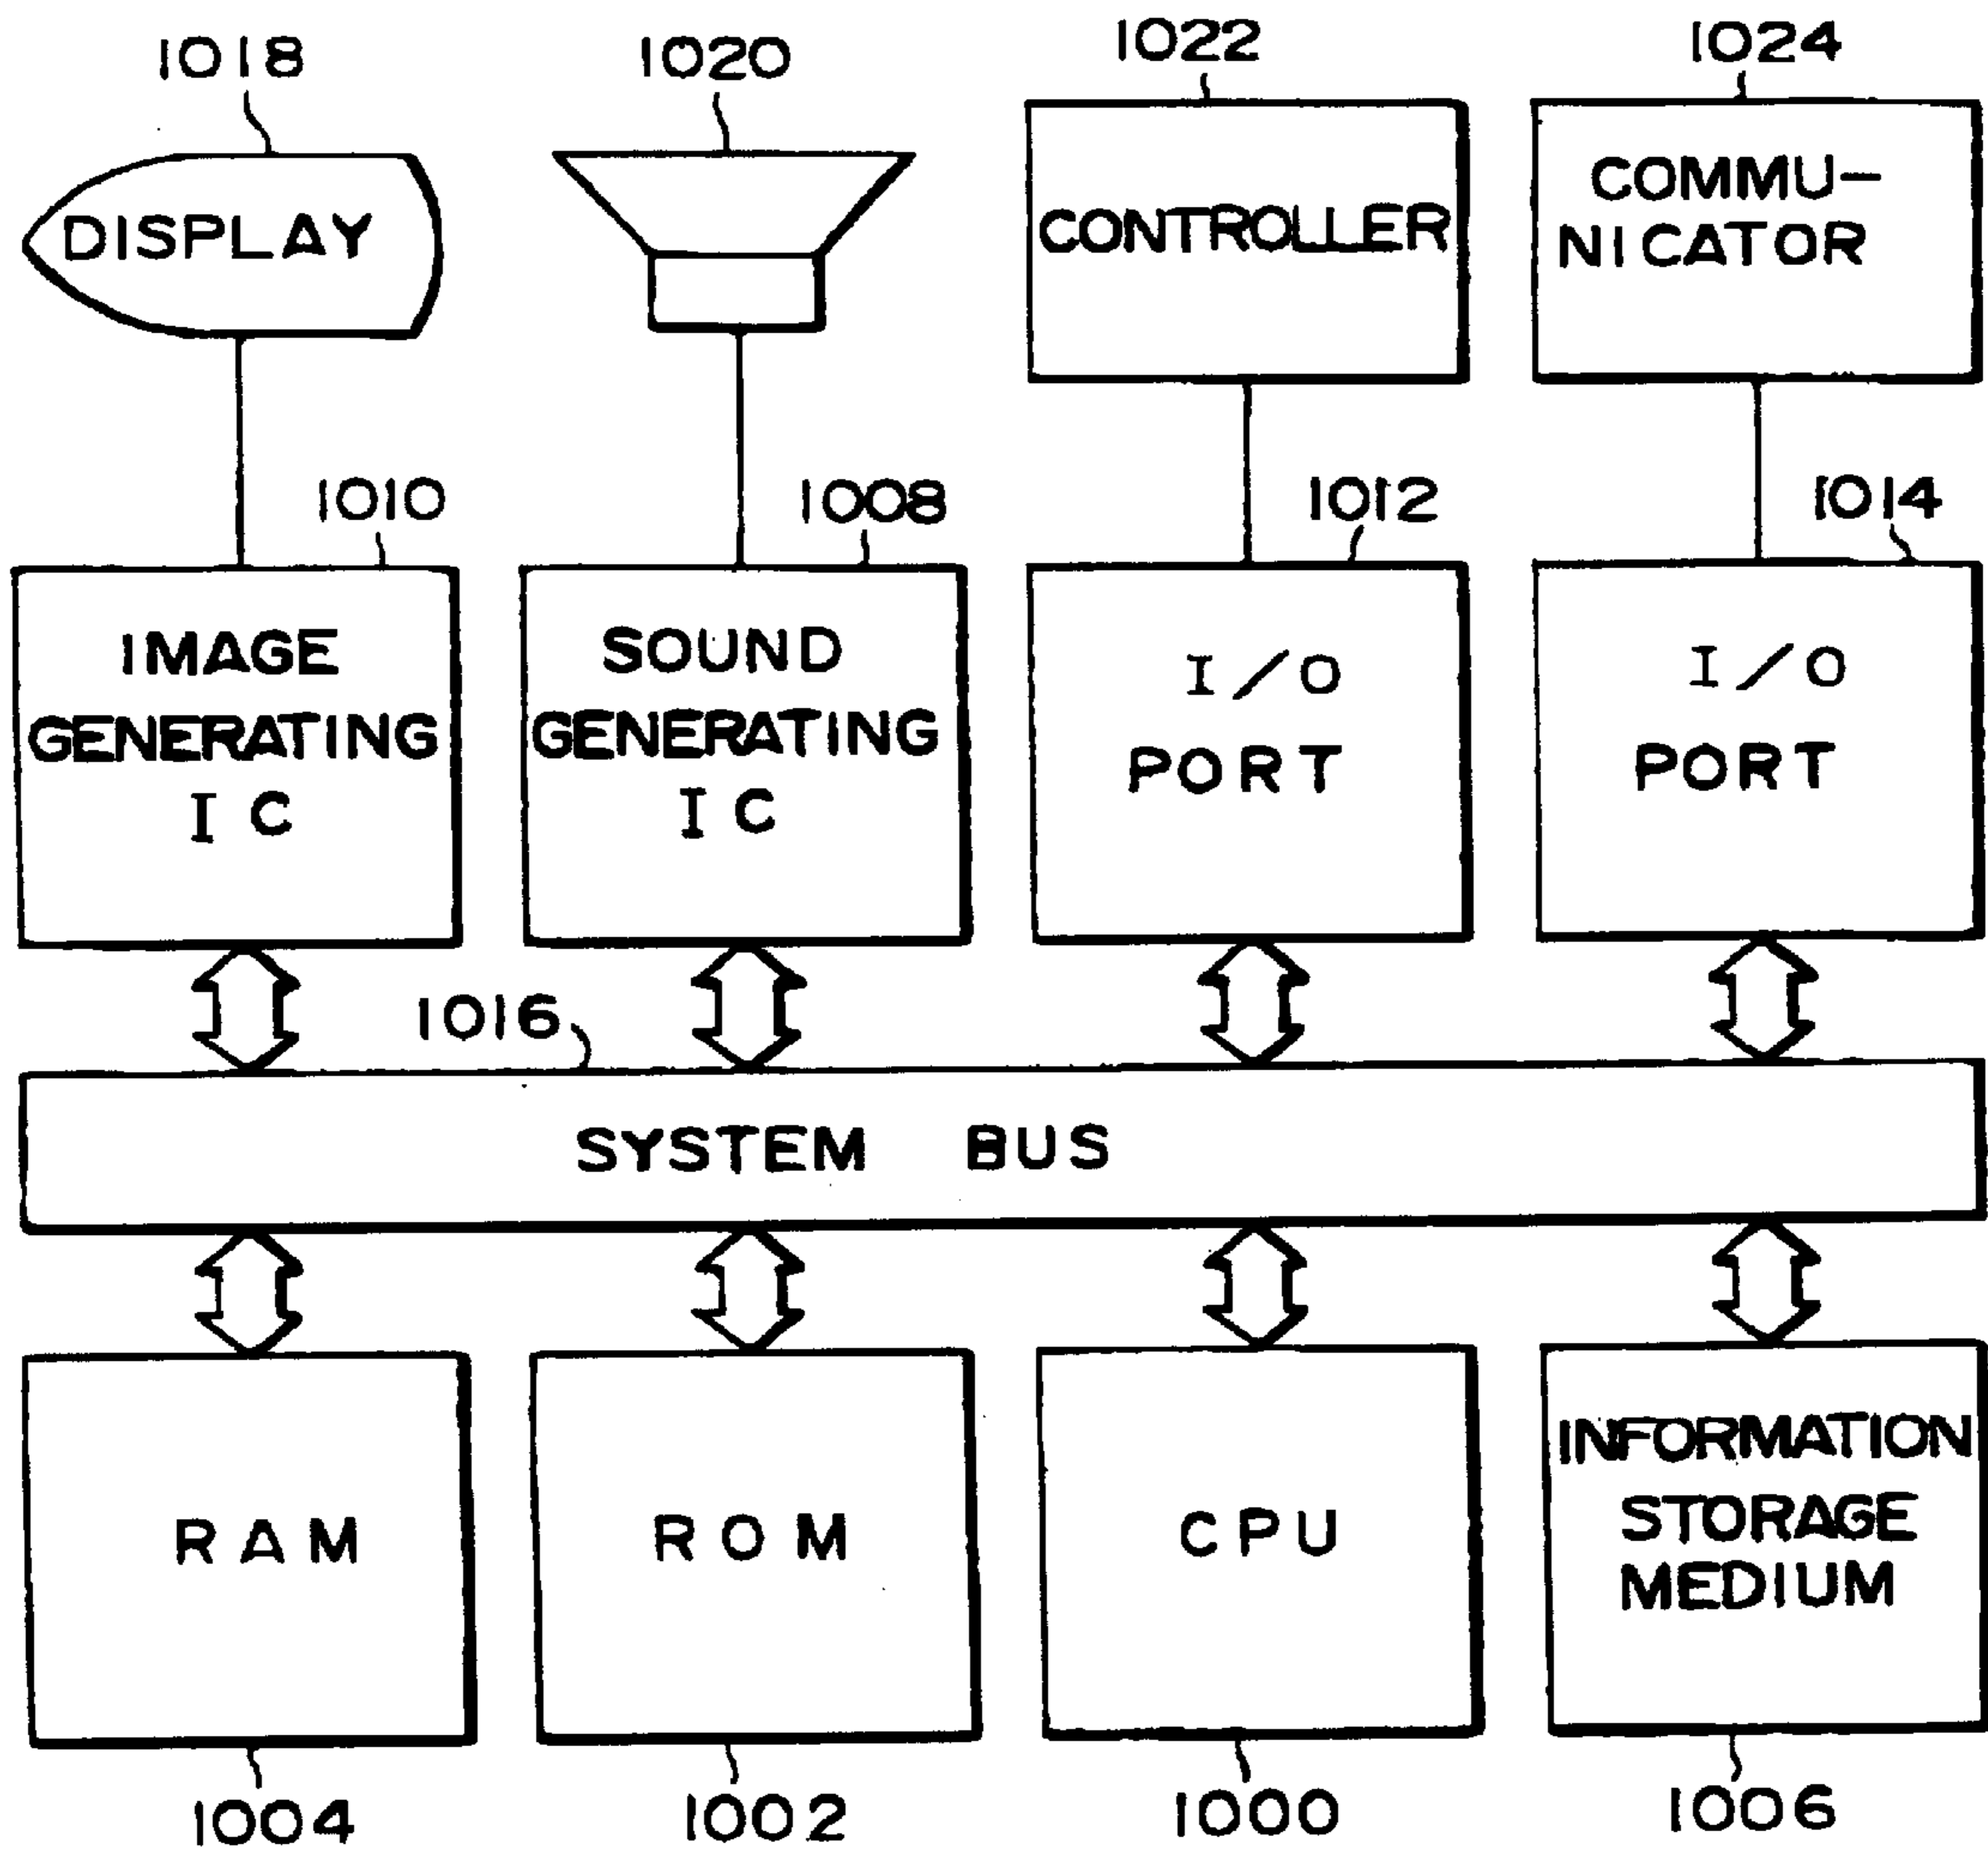 1018
1020
1022
1024
DISPLAY
CONTROLLER
COMMU-
NICATOR
1010
1008
1012
1014
IMAGE
GENERATING
IC
SOUND
GENERATING
IC
I/O
PORT
I/O
PORT
1016
SYSTEM BUS
RAM
ROM
CPU
INFORMATION
STORAGE
MEDIUM
1004
1002
1000
1006